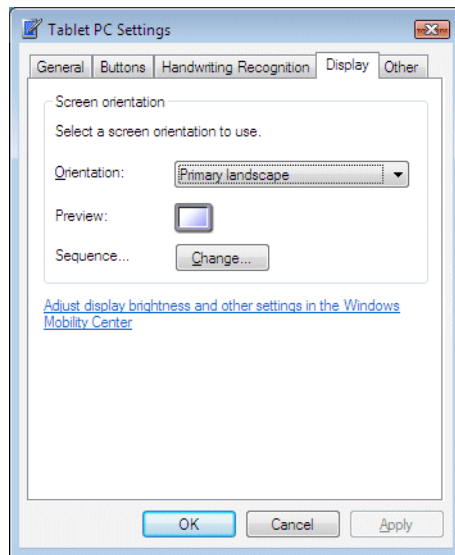 Tablet PC Settings
General Buttons Handwriting Recognition Display Other
Screen orientation
Select a screen orientation to use.
Orientation: Primary landscape
Preview:
Sequence... Change...
Adjust display brightness and other settings in the Windows
Mobility Center
OK Cancel Apply